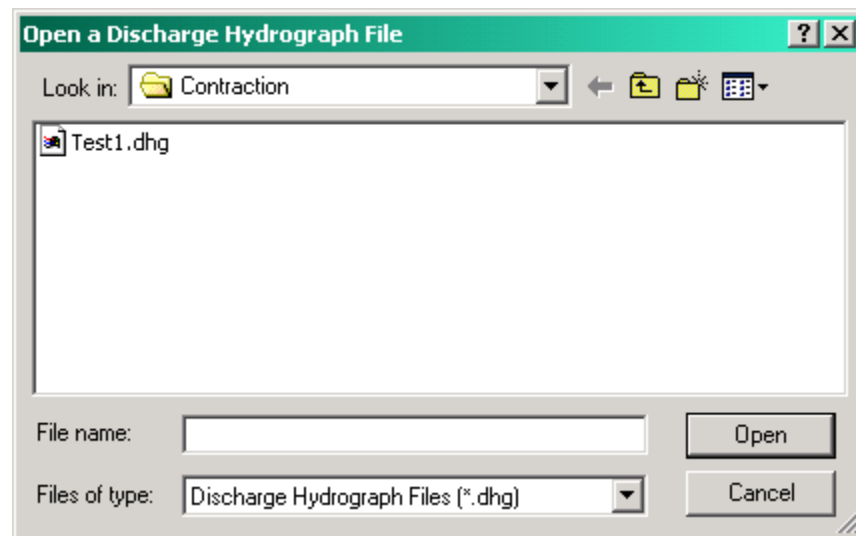 Open a Discharge Hydrograph File
Look in: Contraction
Test1.dhg
File name: Open
Files of type: Discharge Hydrograph Files (*.dhg) Cancel